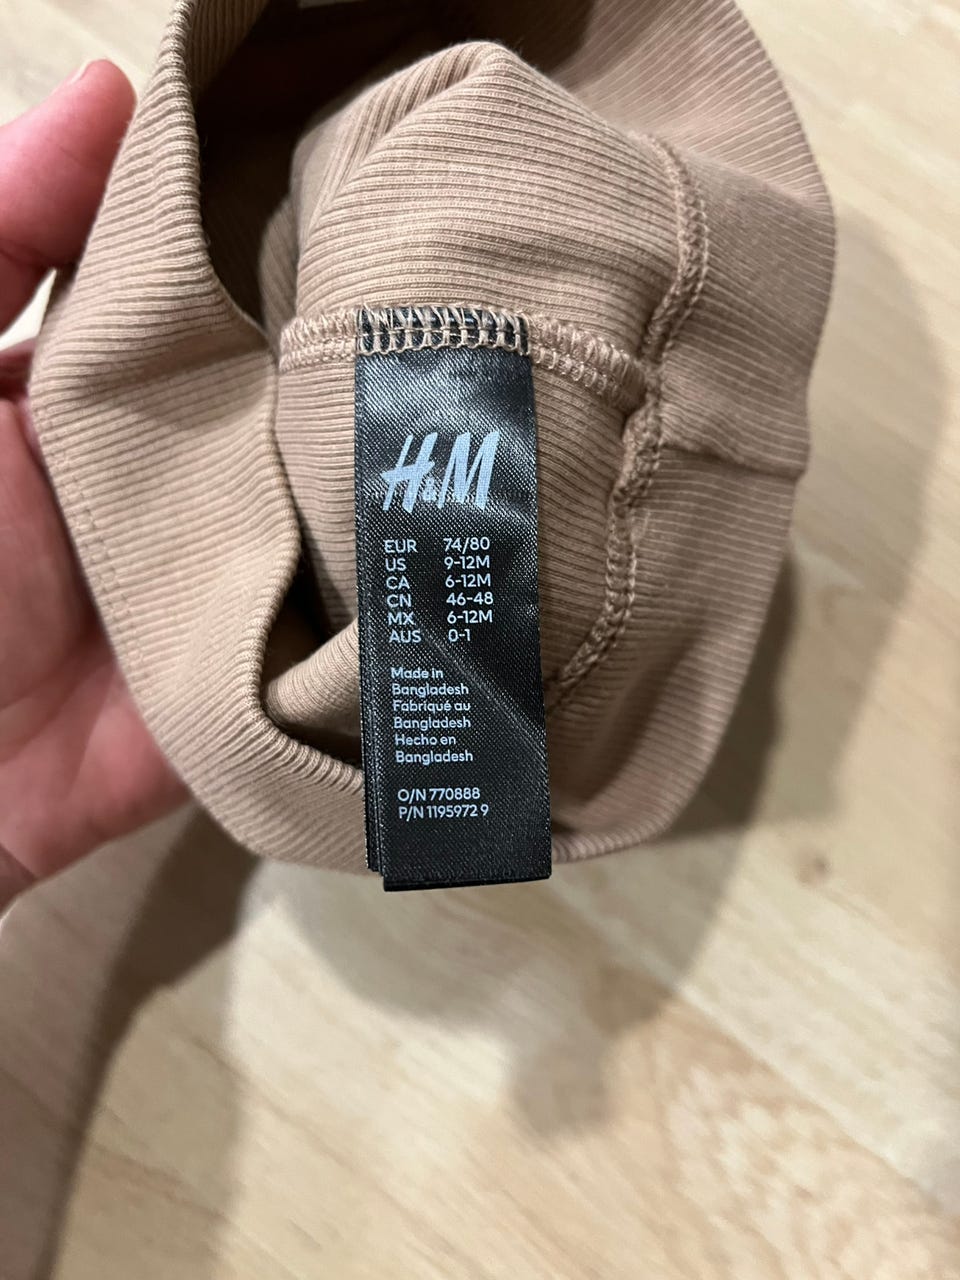 H&M
EUR 74/80
US 9-12M
CA 6-12M
CN 46-48
MX 6-12M
AUS 0-1
Made in
Bangladesh
Fabriqué au
Bangladesh
Hecho en
Bangladesh
O/N 770888
P/N 1195972 9